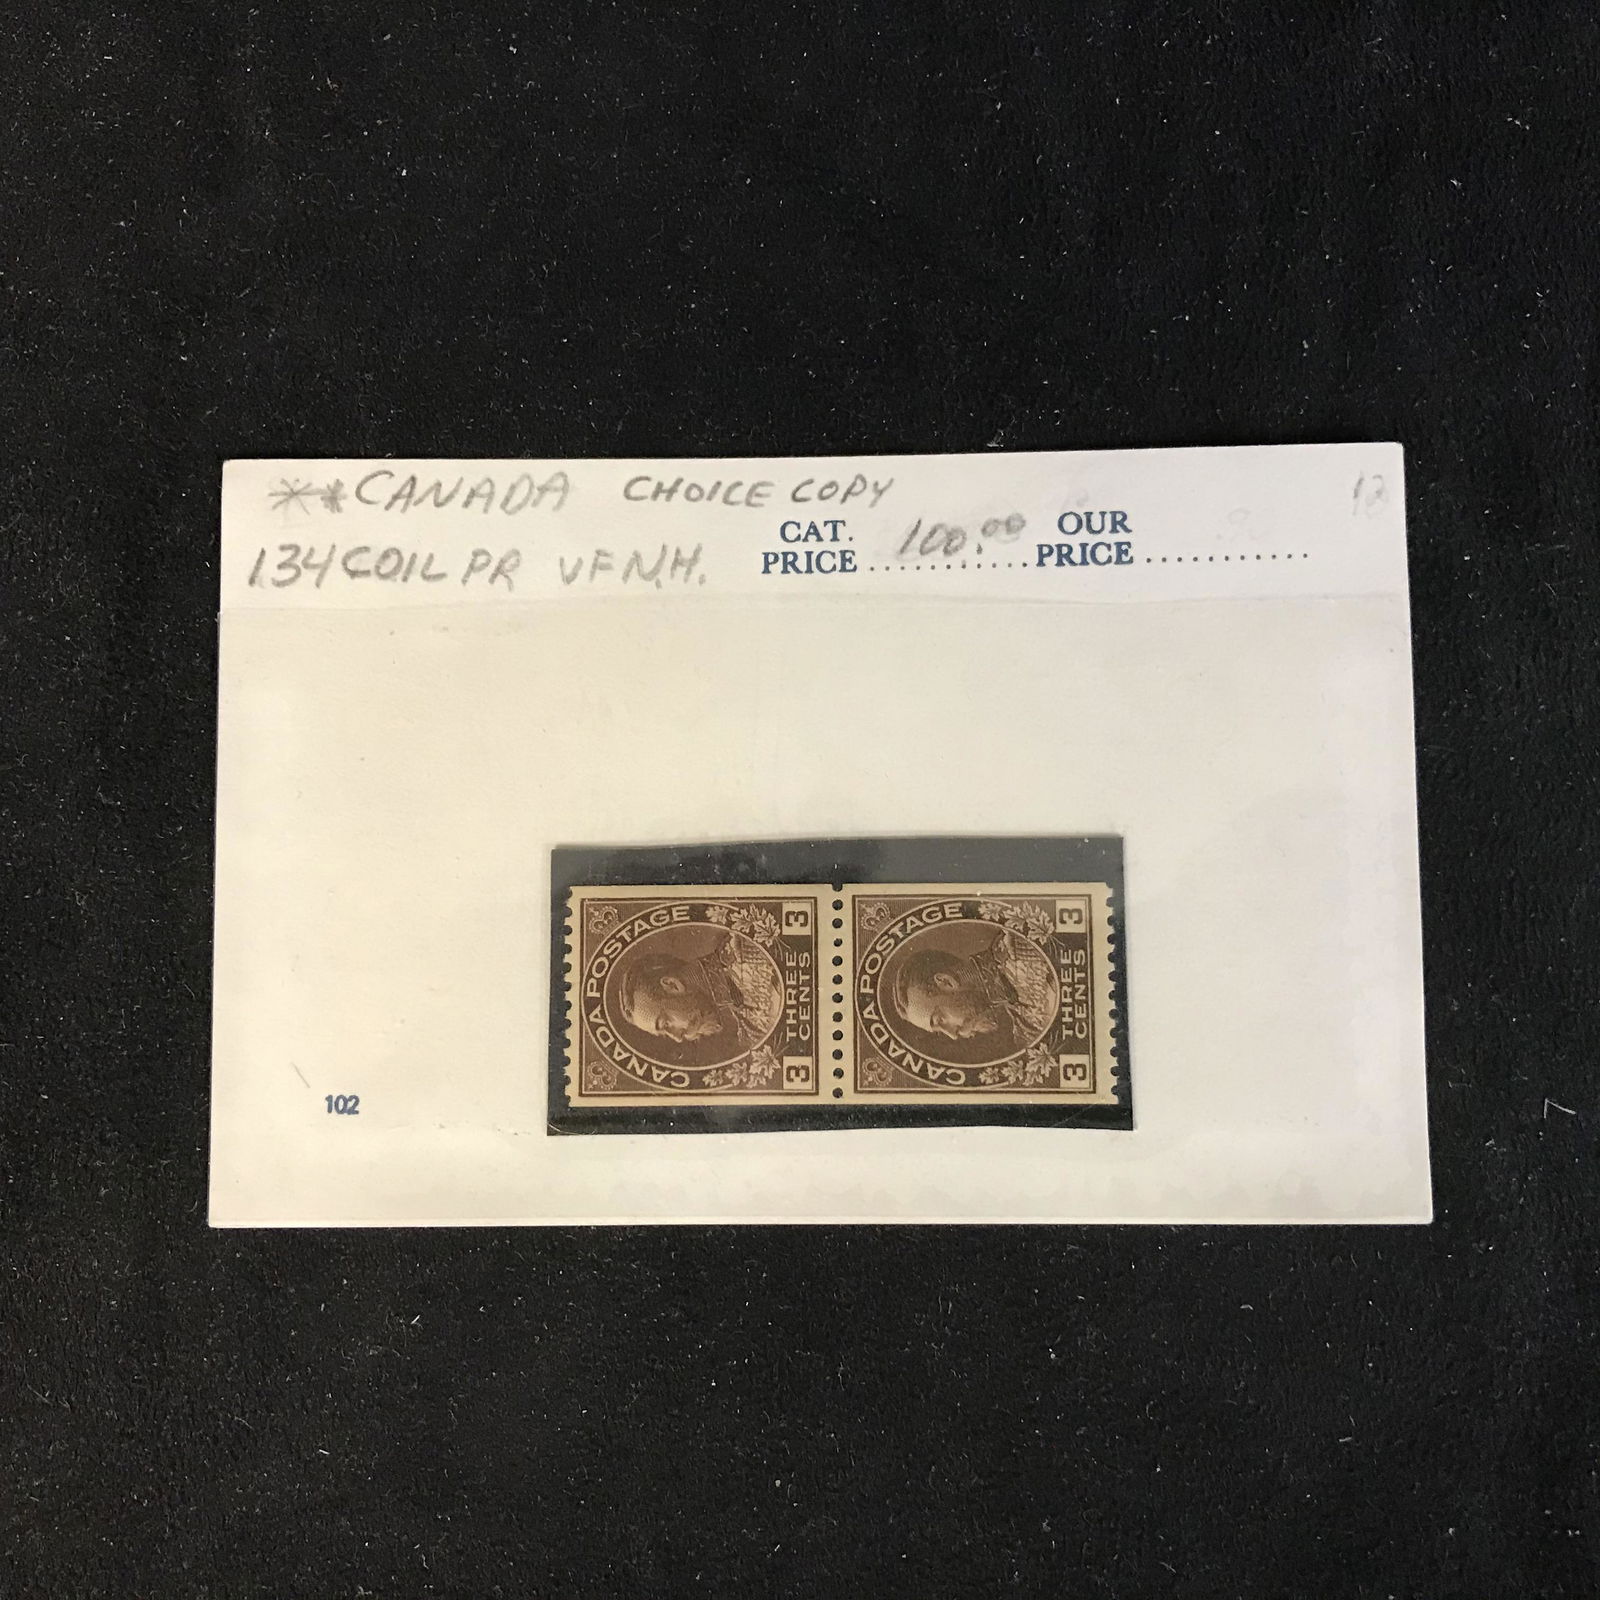 **CANADA CHOICE COPY
134 COIL PR VF N.H.
CAT. PRICE 100.00 OUR PRICE
12
102
CANADA POSTAGE
3 THREE CENTS 3
CANADA POSTAGE
3 THREE CENTS 3